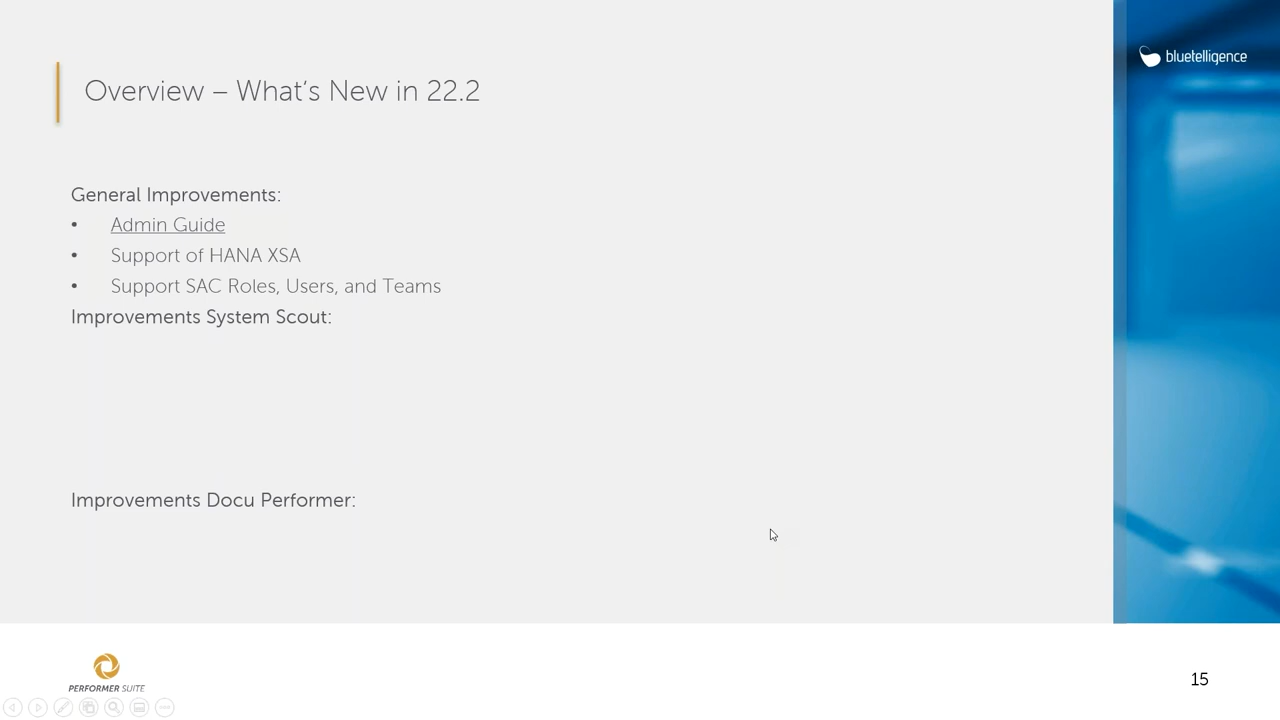 bluetelligence
Overview – What's New in 22.2
General Improvements:
• Admin Guide
• Support of HANA XSA
• Support SAC Roles, Users, and Teams
Improvements System Scout:
Improvements Docu Performer:
PERFORMER SUITE
15